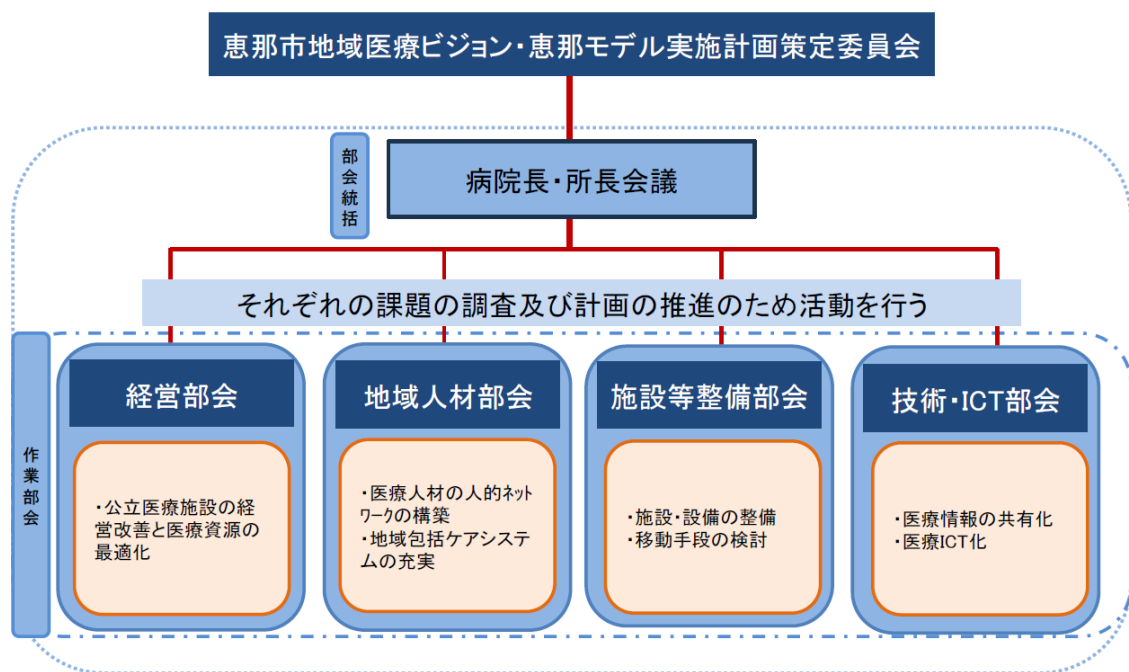 恵那市地域医療ビジョン・恵那モデル実施計画策定委員会
部会統括
病院長・所長会議
それぞれの課題の調査及び計画の推進のため活動を行う
作業部会
経営部会
・公立医療施設の経
営改善と医療資源の
最適化
地域人材部会
・医療人材の人的ネット
ワークの構築
・地域包括ケアシステ
ムの充実
施設等整備部会
・施設・設備の整備
・移動手段の検討
技術・ICT部会
・医療情報の共有化
・医療ICT化